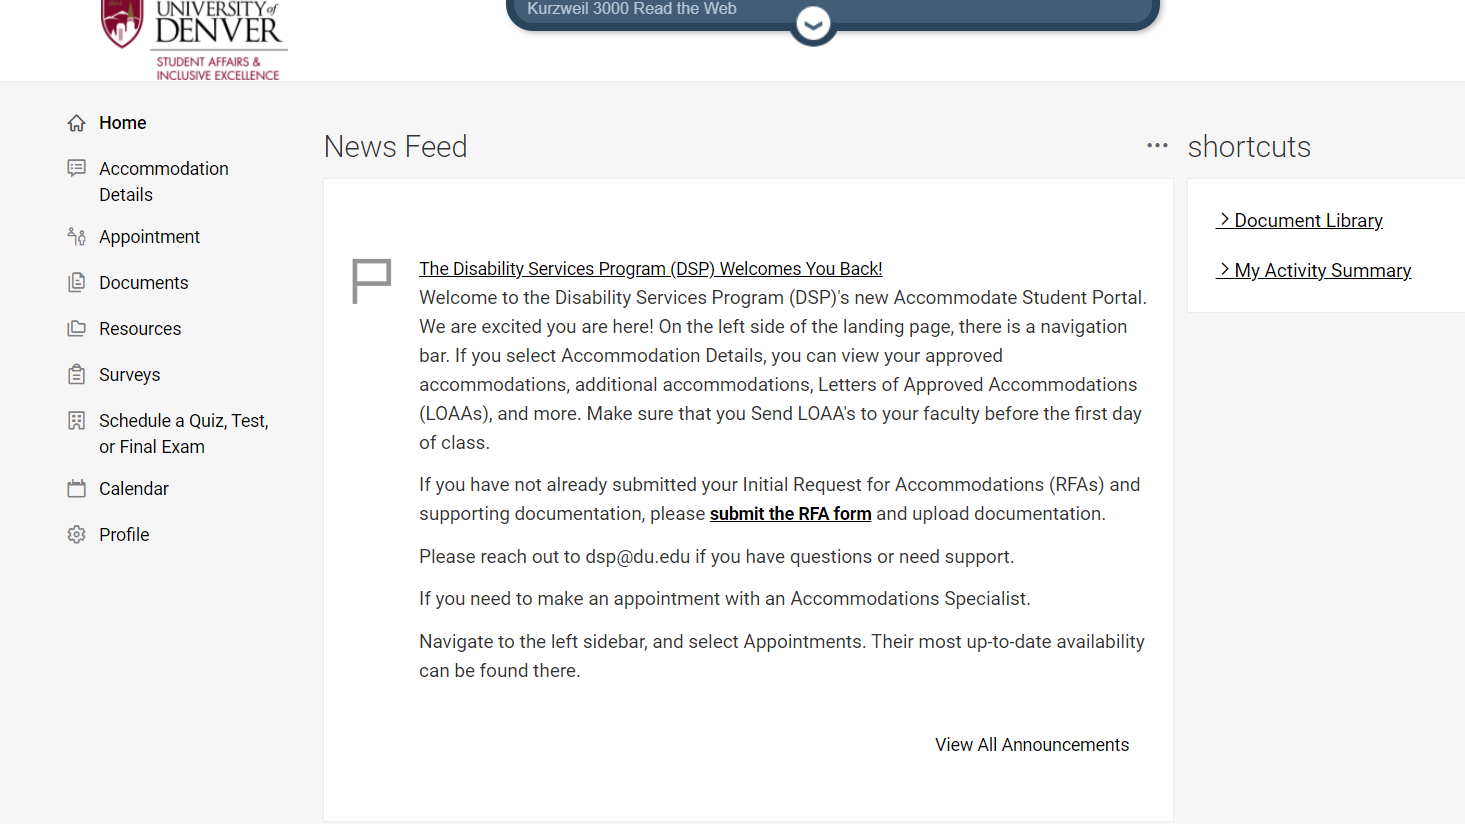 UNIVERSITY of
DENVER
STUDENT AFFAIRS &
INCLUSIVE EXCELLENCE
Kurzweil 3000 Read the Web
Home
Accommodation
Details
Appointment
Documents
Resources
Surveys
Schedule a Quiz, Test,
or Final Exam
Calendar
Profile
News Feed
The Disability Services Program (DSP) Welcomes You Back!
Welcome to the Disability Services Program (DSP)'s new Accommodate Student Portal.
We are excited you are here! On the left side of the landing page, there is a navigation
bar. If you select Accommodation Details, you can view your approved
accommodations, additional accommodations, Letters of Approved Accommodations
(LOAAs), and more. Make sure that you Send LOAA's to your faculty before the first day
of class.
If you have not already submitted your Initial Request for Accommodations (RFAs) and
supporting documentation, please submit the RFA form and upload documentation.
Please reach out to dsp@du.edu if you have questions or need support.
If you need to make an appointment with an Accommodations Specialist.
Navigate to the left sidebar, and select Appointments. Their most up-to-date availability
can be found there.
View All Announcements
shortcuts
Document Library
My Activity Summary